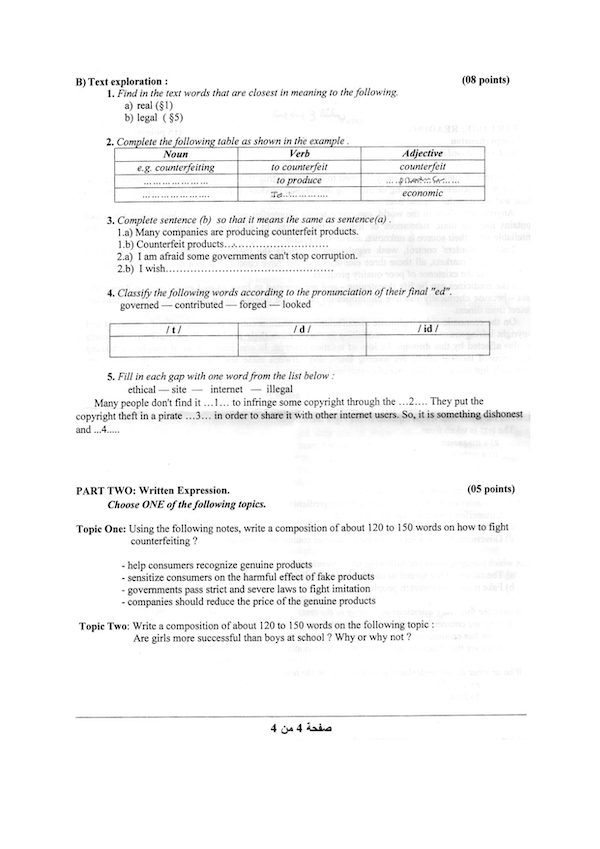 B) Text exploration : (08 points)
1. Find in the text words that are closest in meaning to the following.
a) real (§1)
b) legal ( §5)
2. Complete the following table as shown in the example .
Noun Verb Adjective
e.g. counterfeiting to counterfeit counterfeit
………………… to produce ……
………………… To………… economic
3. Complete sentence (b) so that it means the same as sentence(a) .
1.a) Many companies are producing counterfeit products.
1.b) Counterfeit products…………………………
2.a) I am afraid some governments can't stop corruption.
2.b) I wish……………………………………………
4. Classify the following words according to the pronunciation of their final "ed".
governed — contributed — forged — looked
/ t / / d / / id /
5. Fill in each gap with one word from the list below :
ethical — site — internet — illegal
Many people don't find it …1… to infringe some copyright through the …2…. They put the
copyright theft in a pirate …3… in order to share it with other internet users. So, it is something dishonest
and ...4.....
PART TWO: Written Expression. (05 points)
Choose ONE of the following topics.
Topic One: Using the following notes, write a composition of about 120 to 150 words on how to fight
counterfeiting ?
- help consumers recognize genuine products
- sensitize consumers on the harmful effect of fake products
- governments pass strict and severe laws to fight imitation
- companies should reduce the price of the genuine products
Topic Two: Write a composition of about 120 to 150 words on the following topic :
Are girls more successful than boys at school ? Why or why not ?
صفحة 4 من 4